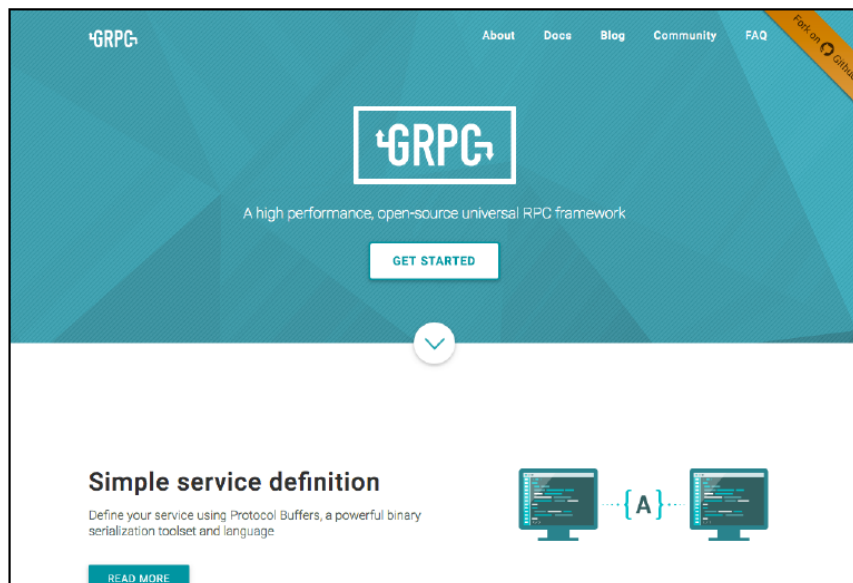 GRPC
About Docs Blog Community FAQ
Fork on Github
GRPC
A high performance, open-source universal RPC framework
GET STARTED
Simple service definition
Define your service using Protocol Buffers, a powerful binary
serialization toolset and language
{A}
READ MORE